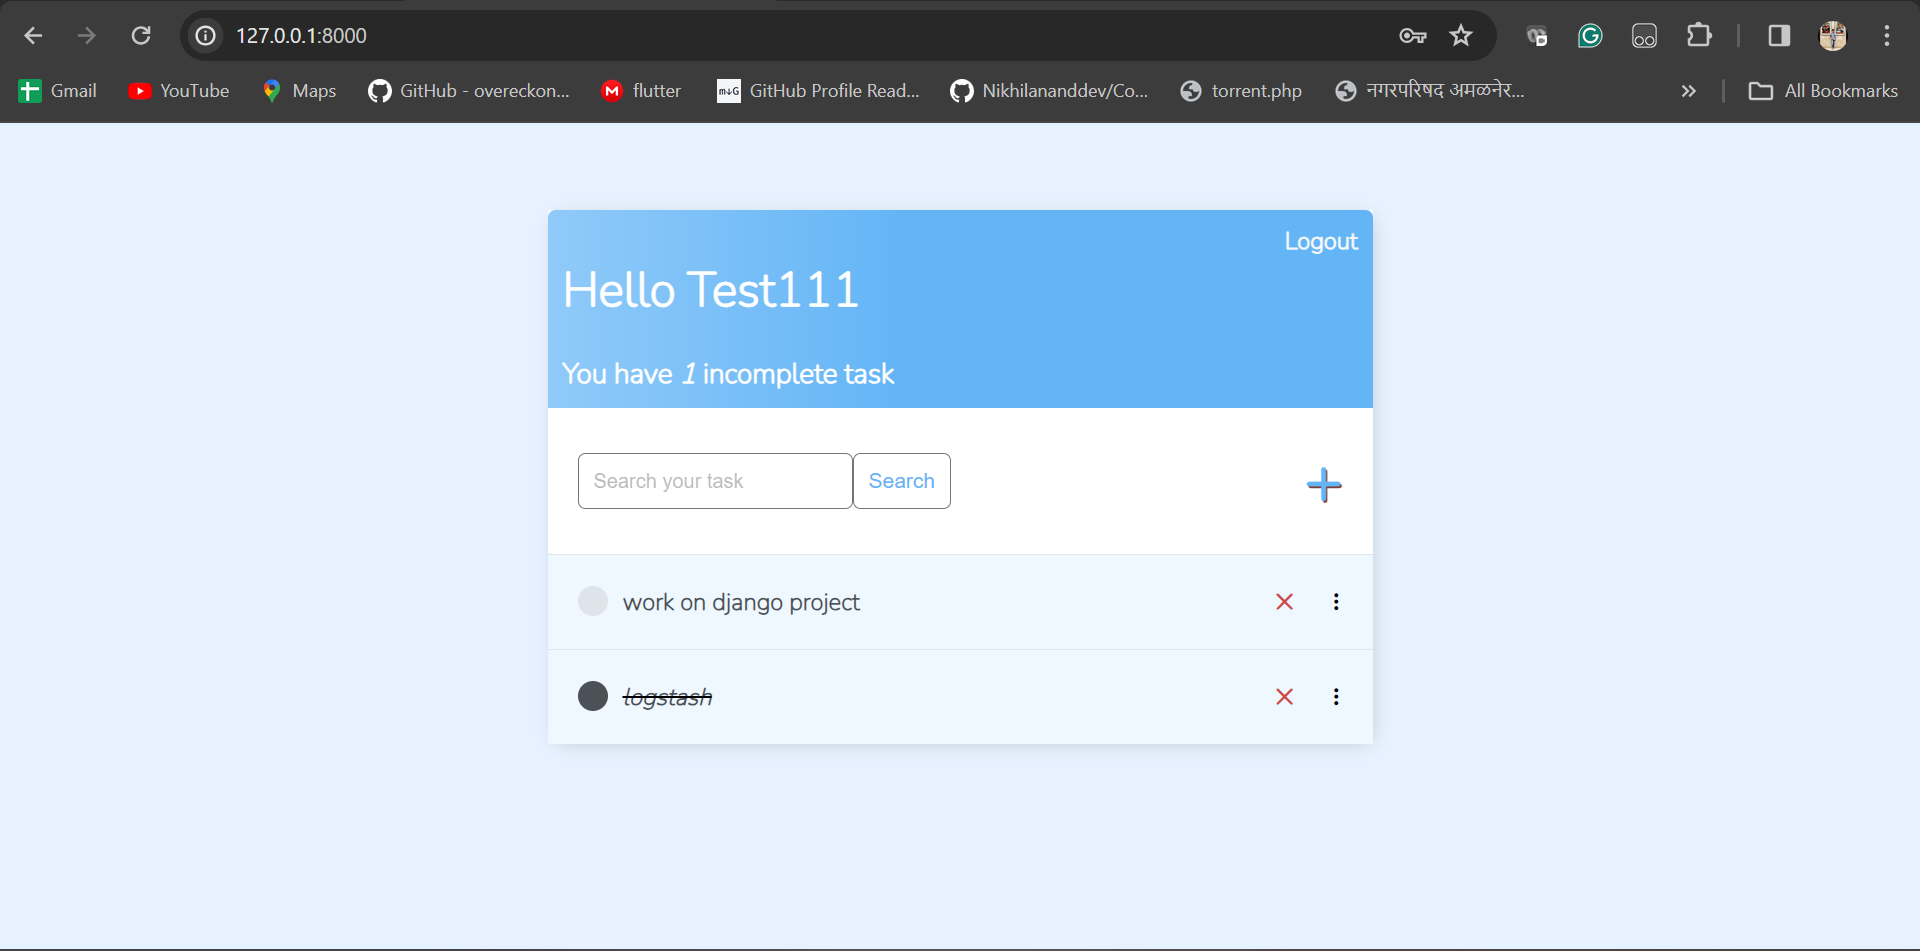 127.0.0.1:8000
Gmail YouTube Maps GitHub - overeckon... flutter M↓G GitHub Profile Read... Nikhilananddev/Co... torrent.php नगरपरिषद अमळनेर... » All Bookmarks
Logout
Hello Test111
You have 1 incomplete task
Search your task Search
work on django project
logstash